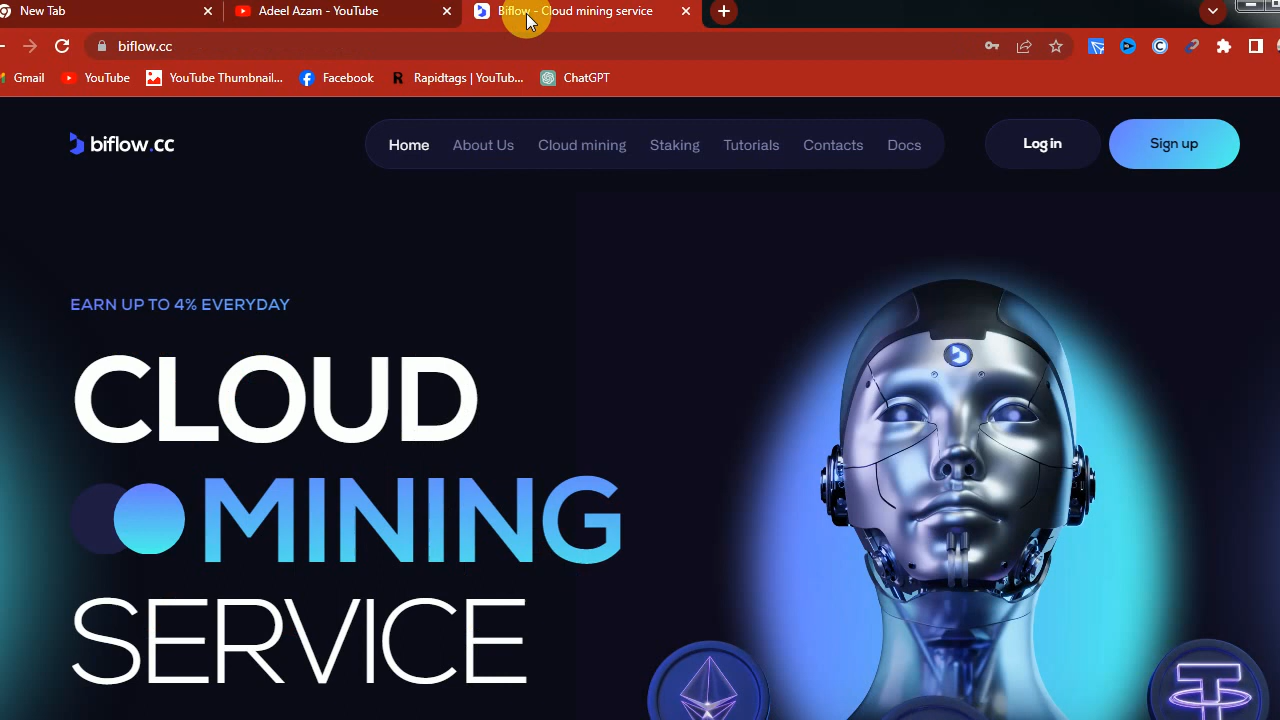 New Tab
Adeel Azam - YouTube
Biflow - Cloud mining service
biflow.cc
Gmail
YouTube
YouTube Thumbnail...
Facebook
Rapidtags | YouTub...
ChatGPT
biflow.cc
Home
About Us
Cloud mining
Staking
Tutorials
Contacts
Docs
Log in
Sign up
EARN UP TO 4% EVERYDAY
CLOUD
MINING
SERVICE